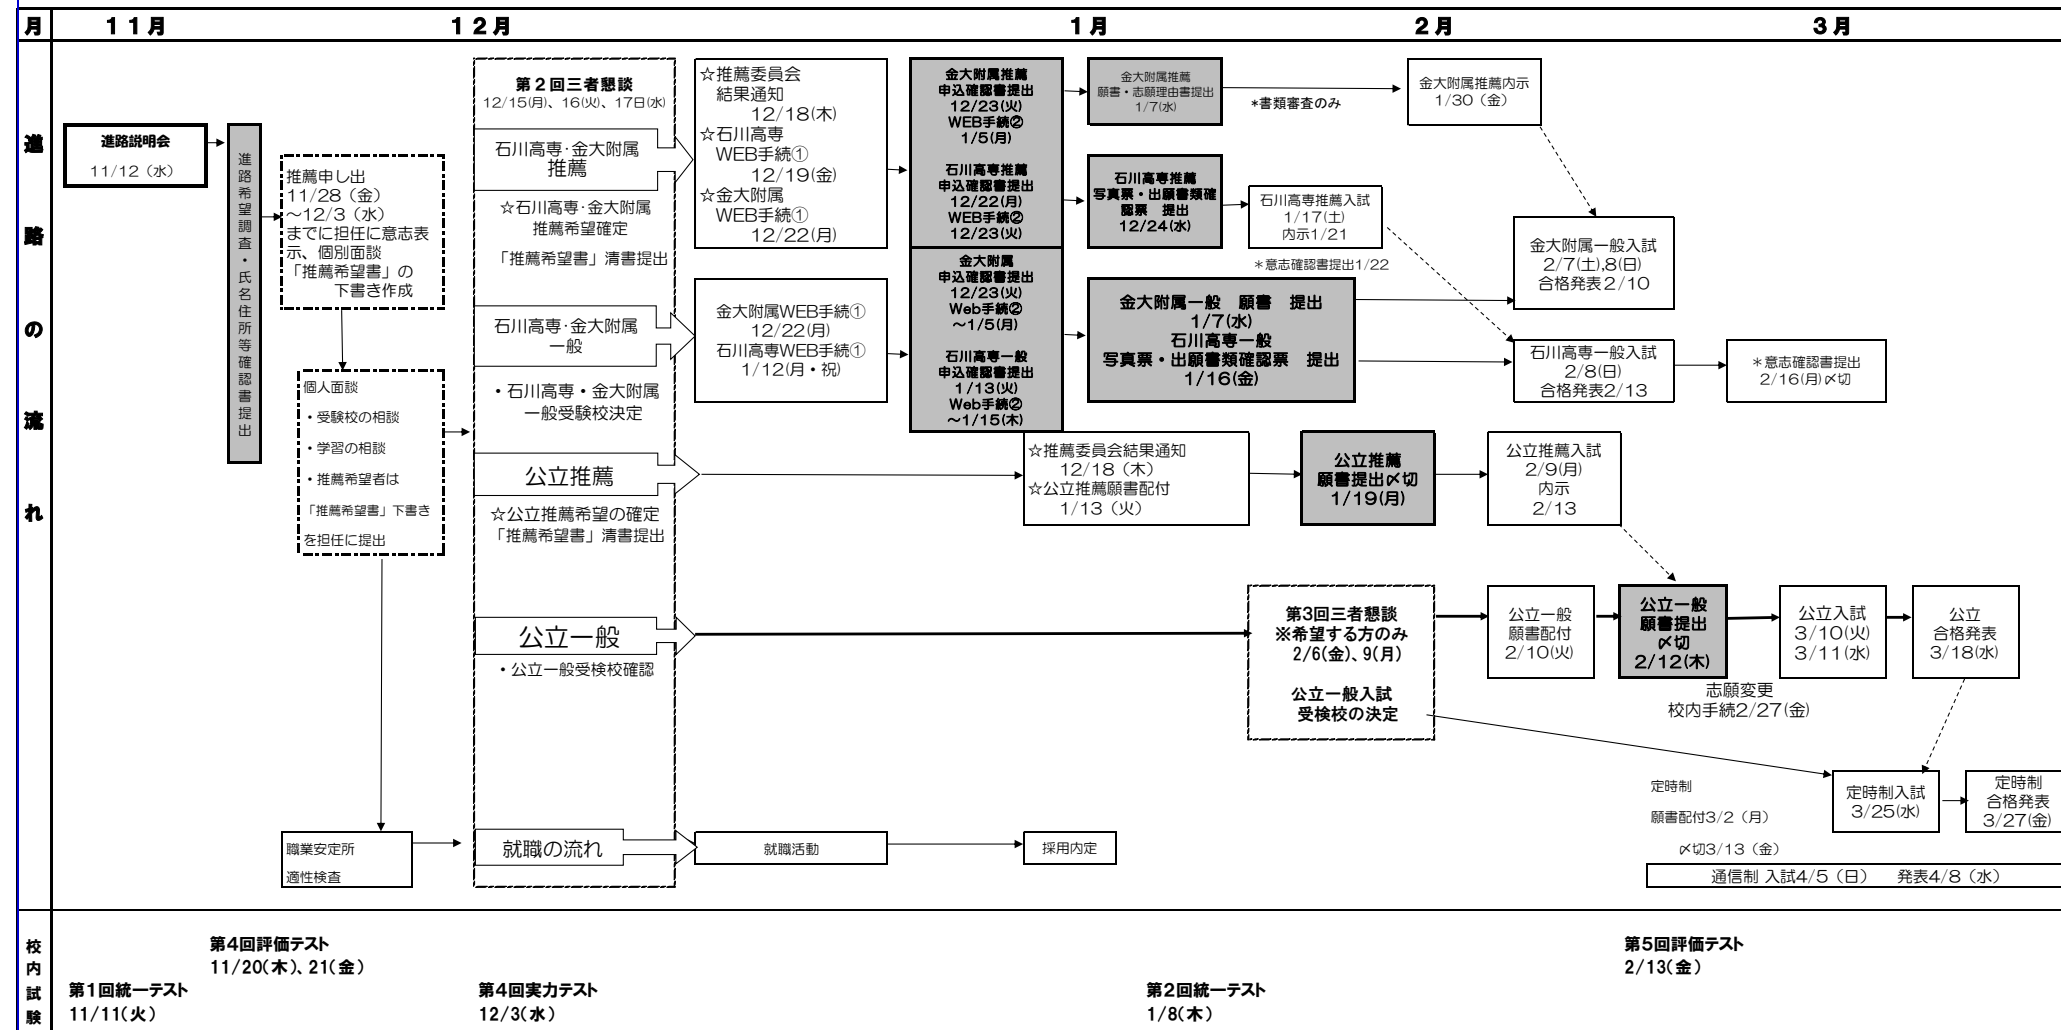 月
11月
12月
1月
2月
3月
進路の流れ
進路説明会
11/12（水）
進路希望調査・氏名住所等確認書提出
推薦申し出
11/28（金）
～12/3（水）
までに担任に意志表
示、個別面談
「推薦希望書」の
下書き作成
個人面談
・受験校の相談
・学習の相談
・推薦希望者は
「推薦希望書」下書き
を担任に提出
職業安定所
適性検査
第２回三者懇談
12/15(月)、16(火)、17日(水)
石川高専・金大附属
推薦
☆石川高専・金大附属
推薦希望確定
「推薦希望書」清書提出
石川高専・金大附属
一般
・石川高専・金大附属
一般受験校決定
公立推薦
☆公立推薦希望の確定
「推薦希望書」清書提出
公立一般
・公立一般受検校確認
就職の流れ
☆推薦委員会
結果通知
12/18(木)
☆石川高専
WEB手続①
12/19(金)
☆金大附属
WEB手続①
12/22(月)
金大附属WEB手続①
12/22(月)
石川高専WEB手続①
1/12(月・祝)
就職活動
採用内定
金大附属推薦
申込確認書提出
12/23(火)
WEB手続②
1/5(月)
石川高専推薦
申込確認書提出
12/22(月)
WEB手続②
12/23(火)
金大附属
申込確認書提出
12/23(火)
Web手続②
～1/5(月)
石川高専一般
申込確認書提出
1/13(火)
Web手続②
～1/15(木)
金大附属推薦
願書・志願理由書提出
1/7(水)
*書類審査のみ
金大附属推薦内示
1/30（金）
石川高専推薦
写真票・出願書類確
認票　提出
12/24(水)
石川高専推薦入試
1/17(土)
内示1/21
＊意志確認書提出1/22
金大附属一般　願書　提出
1/7(水)
石川高専一般
写真票・出願書類確認票　提出
1/16(金)
金大附属一般入試
2/7(土),8(日)
合格発表2/10
石川高専一般入試
2/8(日)
合格発表2/13
＊意志確認書提出
2/16(月)〆切
☆推薦委員会結果通知
12/18（木）
☆公立推薦願書配付
1/13（火）
公立推薦
願書提出〆切
1/19(月)
公立推薦入試
2/9(月)
内示
2/13
第3回三者懇談
※希望する方のみ
2/6(金)、9(月)
公立一般入試
受検校の決定
公立一般
願書配付
2/10(火)
公立一般
願書提出
〆切
2/12(木)
公立入試
3/10(火)
3/11(水)
公立
合格発表
3/18(水)
志願変更
校内手続2/27(金)
定時制
願書配付3/2（月）
〆切3/13（金）
定時制入試
3/25(水)
定時制
合格発表
3/27(金)
通信制 入試4/5（日）　　発表4/8（水）
校内試験
第4回評価テスト
11/20(木)、21(金)
第1回統一テスト
11/11(火)
第4回実力テスト
12/3(水)
第2回統一テスト
1/8(木)
第5回評価テスト
2/13(金)